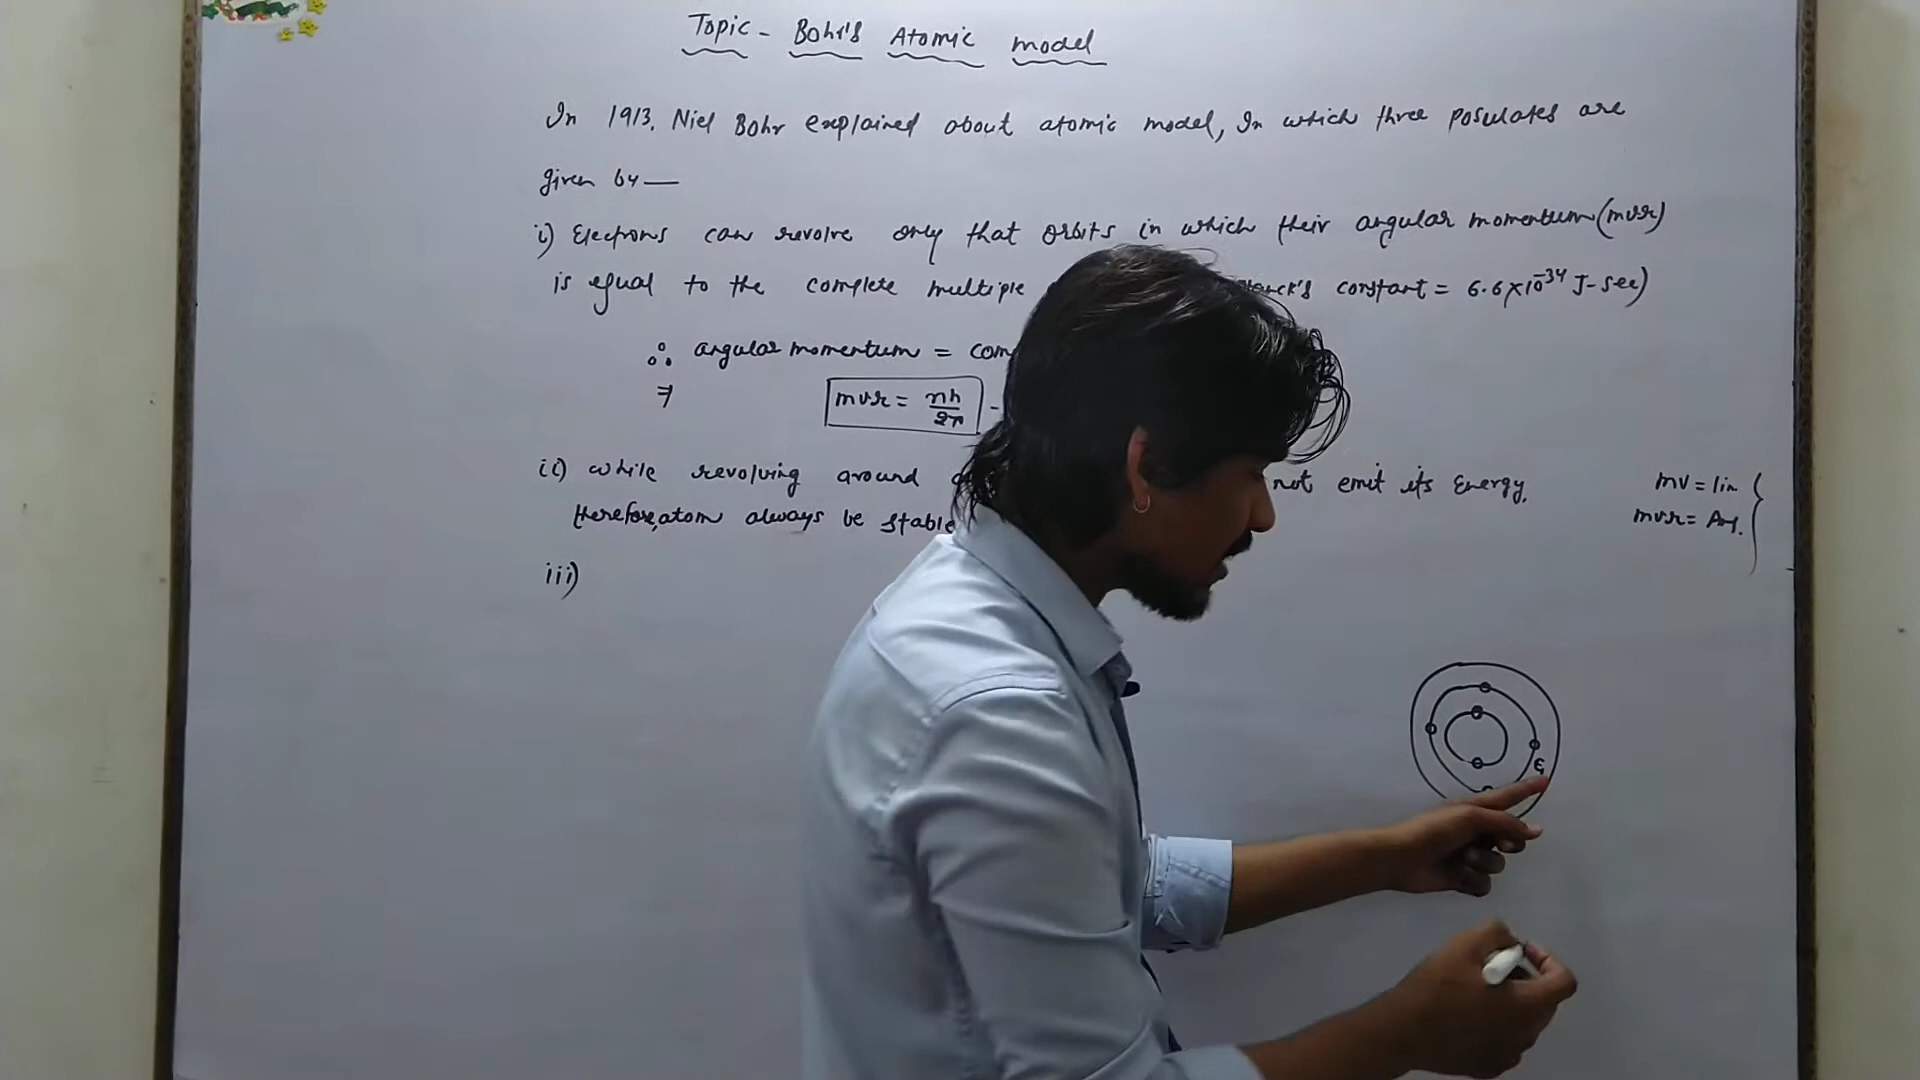 Topic - Bohr's Atomic model
In 1913, Niel Bohr explained about atomic model, In which three posulates are
given by —
i) Electrons can revolve only that orbits in which their angular momentum (mvr)
is equal to the complete multiple constant = 6.6×10⁻³⁴ J-sec)
∴ angular momentum =
⇒ mvr = nh/2π -
ii) while revolving around not emit its Energy.
therefore, atom always be stable
iii)
mv = lin
mvr = Ang.
E₁